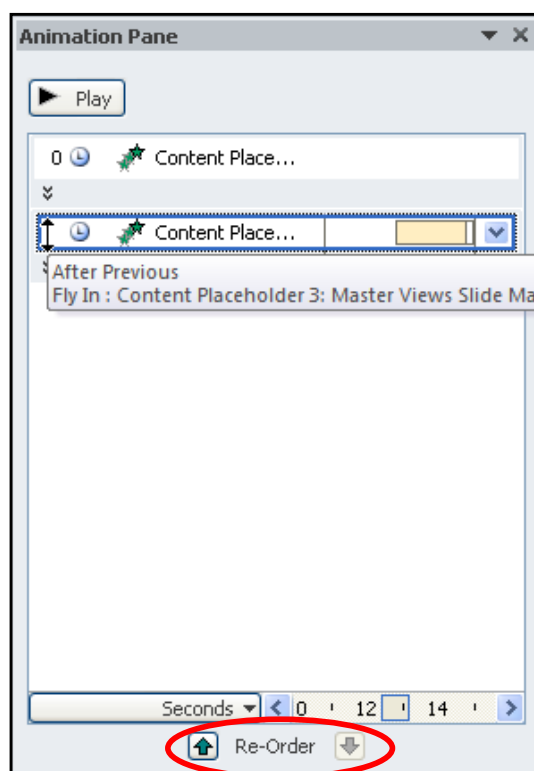 Animation Pane
Play
0 Content Place...
Content Place...
After Previous
Fly In : Content Placeholder 3: Master Views Slide Ma
Seconds 0 12 14
Re-Order